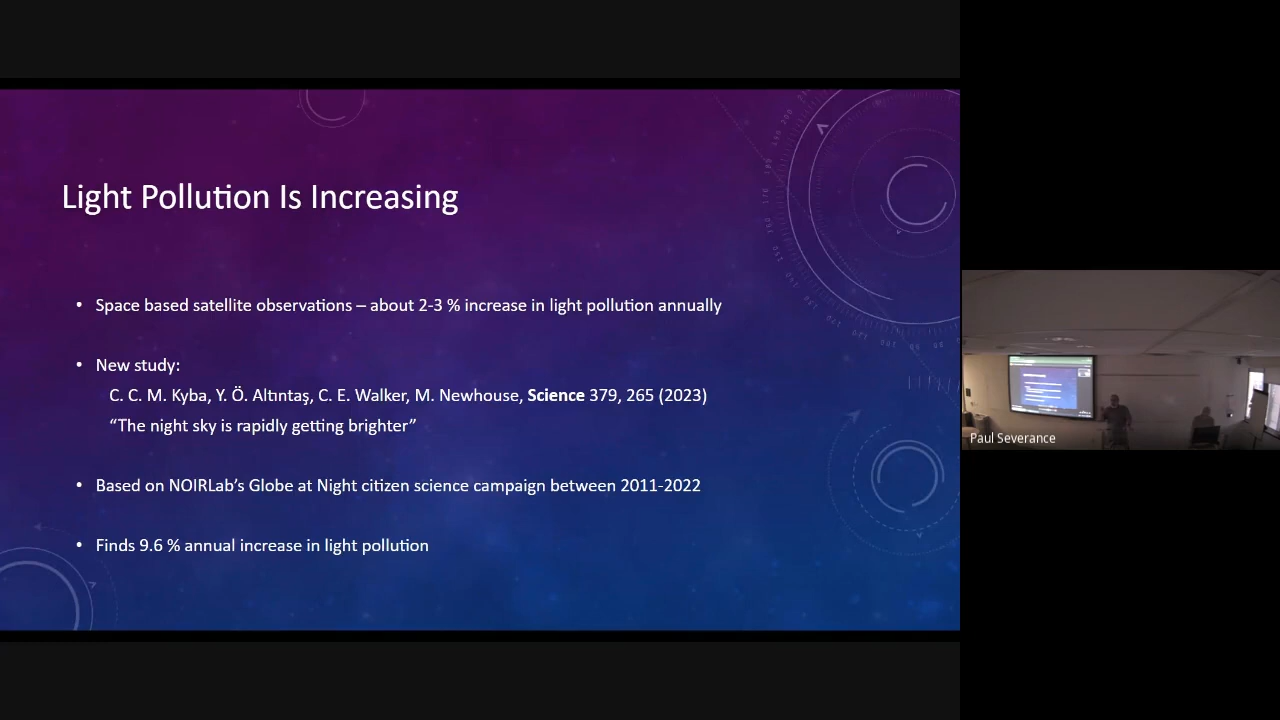 Light Pollution Is Increasing
• Space based satellite observations – about 2-3 % increase in light pollution annually
• New study:
C. C. M. Kyba, Y. Ö. Altıntaş, C. E. Walker, M. Newhouse, Science 379, 265 (2023)
“The night sky is rapidly getting brighter”
• Based on NOIRLab’s Globe at Night citizen science campaign between 2011-2022
• Finds 9.6 % annual increase in light pollution
Paul Severance